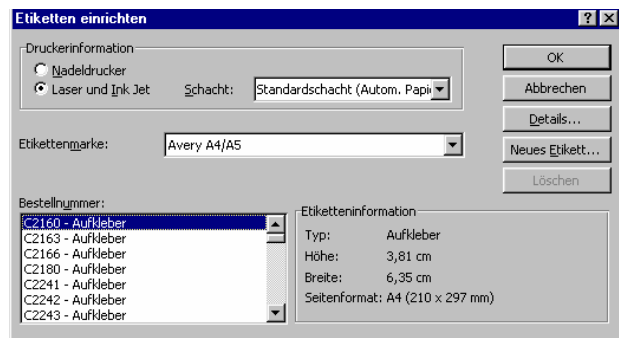 Etiketten einrichten
Druckerinformation
Nadeldrucker
Laser und Ink Jet
Schacht:
Standardschacht (Autom. Papi
OK
Abbrechen
Details...
Neues Etikett...
Löschen
Etikettenmarke:
Avery A4/A5
Bestellnummer:
C2160 - Aufkleber
C2163 - Aufkleber
C2166 - Aufkleber
C2180 - Aufkleber
C2241 - Aufkleber
C2242 - Aufkleber
C2243 - Aufkleber
Etiketteninformation
Typ: Aufkleber
Höhe: 3,81 cm
Breite: 6,35 cm
Seitenformat: A4 (210 x 297 mm)